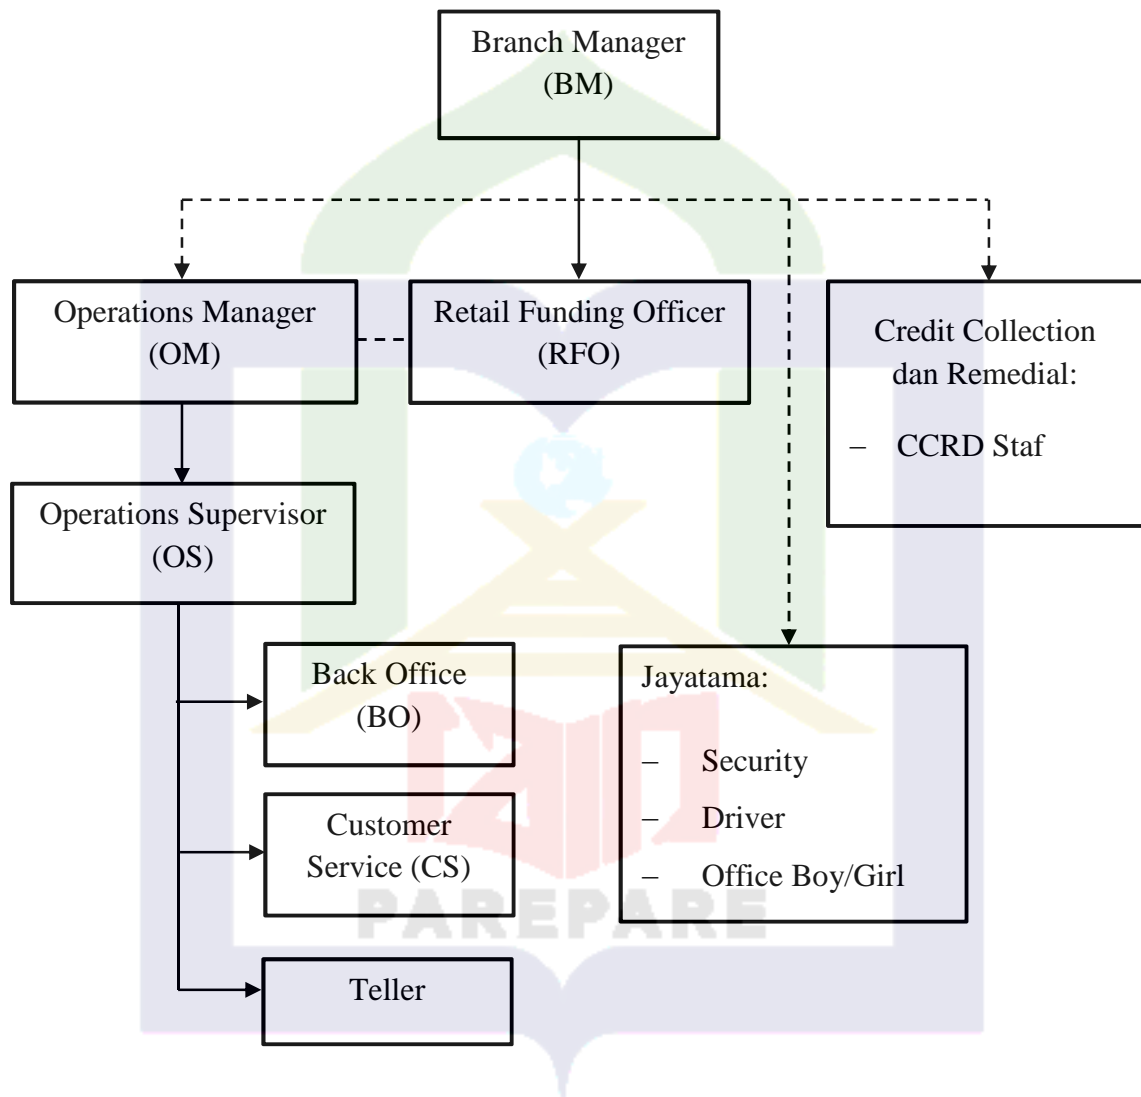 Branch Manager
(BM)
Operations Manager
(OM)
Retail Funding Officer
(RFO)
Credit Collection
dan Remedial:
– CCRD Staf
Operations Supervisor
(OS)
Back Office
(BO)
Jayatama:
– Security
– Driver
– Office Boy/Girl
Customer
Service (CS)
PAREPARE
Teller